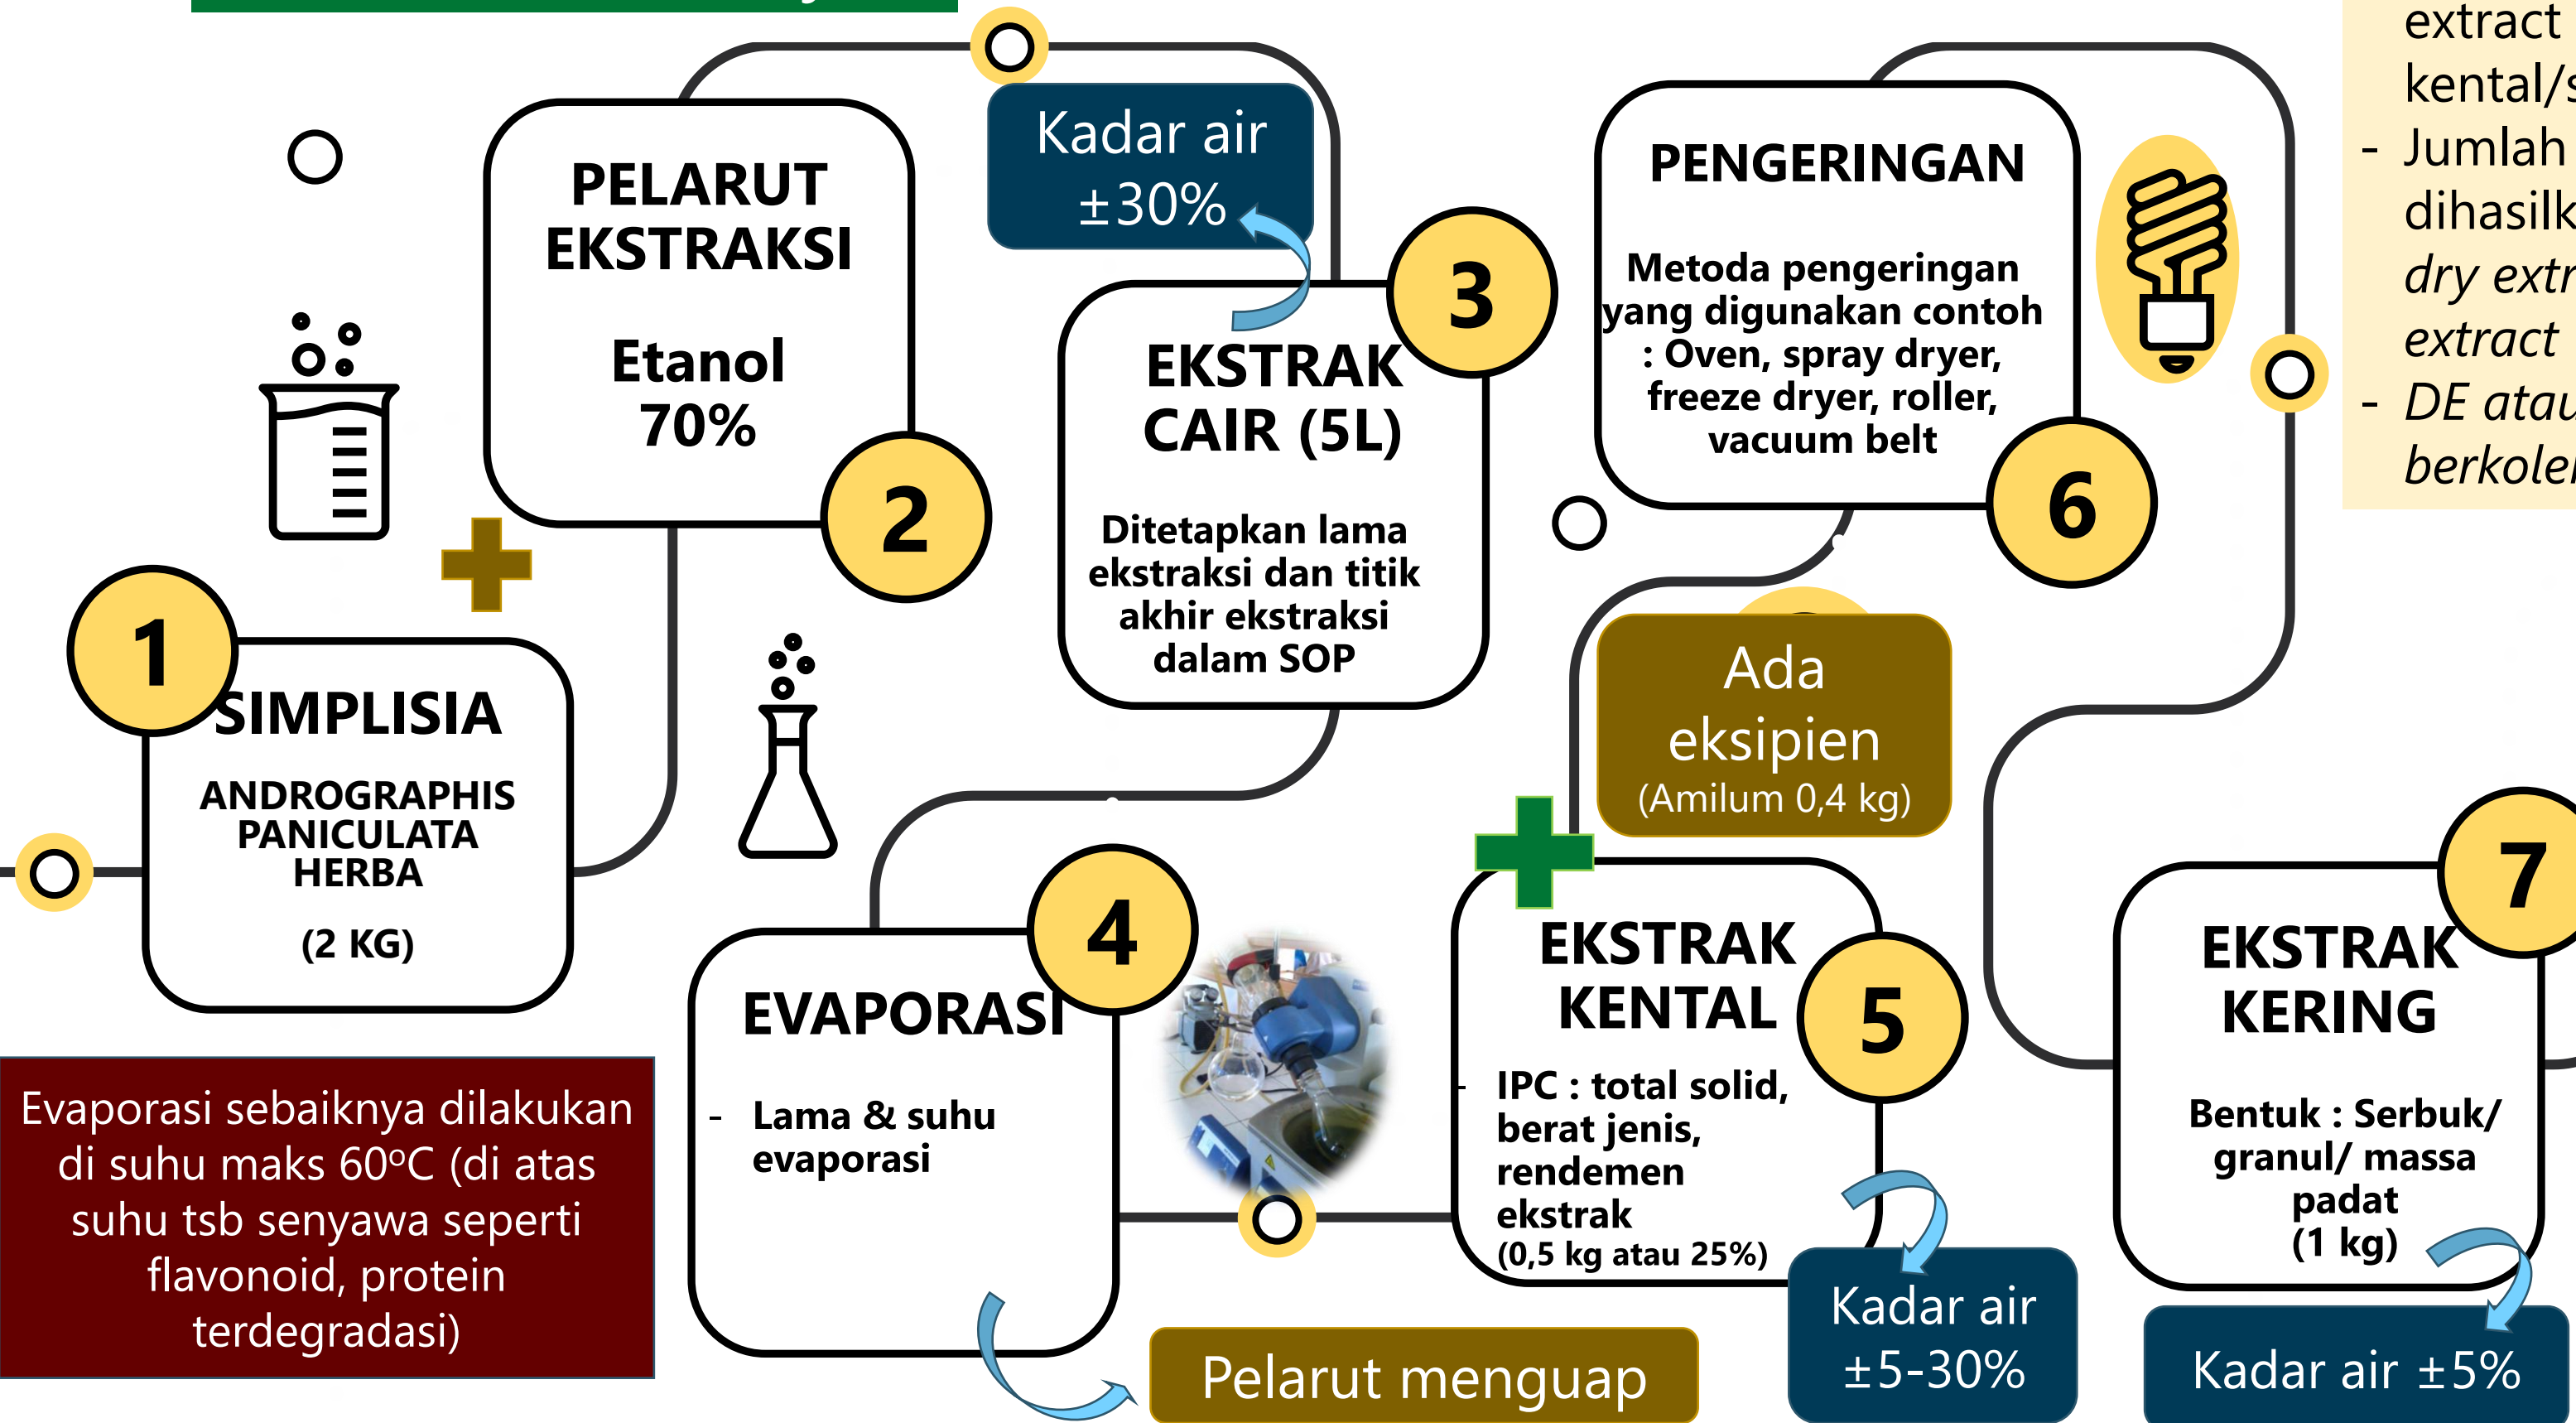 1
SIMPLISIA
ANDROGRAPHIS
PANICULATA
HERBA
(2 KG)
PELARUT
EKSTRAKSI
Etanol
70%
2
Kadar air
±30%
3
EKSTRAK
CAIR (5L)
Ditetapkan lama
ekstraksi dan titik
akhir ekstraksi
dalam SOP
4
EVAPORASI
- Lama & suhu
evaporasi
Pelarut menguap
Evaporasi sebaiknya dilakukan
di suhu maks 60ºC (di atas
suhu tsb senyawa seperti
flavonoid, protein
terdegradasi)
5
EKSTRAK
KENTAL
- IPC : total solid,
berat jenis,
rendemen
ekstrak
(0,5 kg atau 25%)
Kadar air
±5-30%
Ada
eksipien
(Amilum 0,4 kg)
PENGERINGAN
Metoda pengeringan
yang digunakan contoh
: Oven, spray dryer,
freeze dryer, roller,
vacuum belt
6
7
EKSTRAK
KERING
Bentuk : Serbuk/
granul/ massa
padat
(1 kg)
Kadar air ±5%
extract
kental/
- Jumlah
dry
extract
- DE